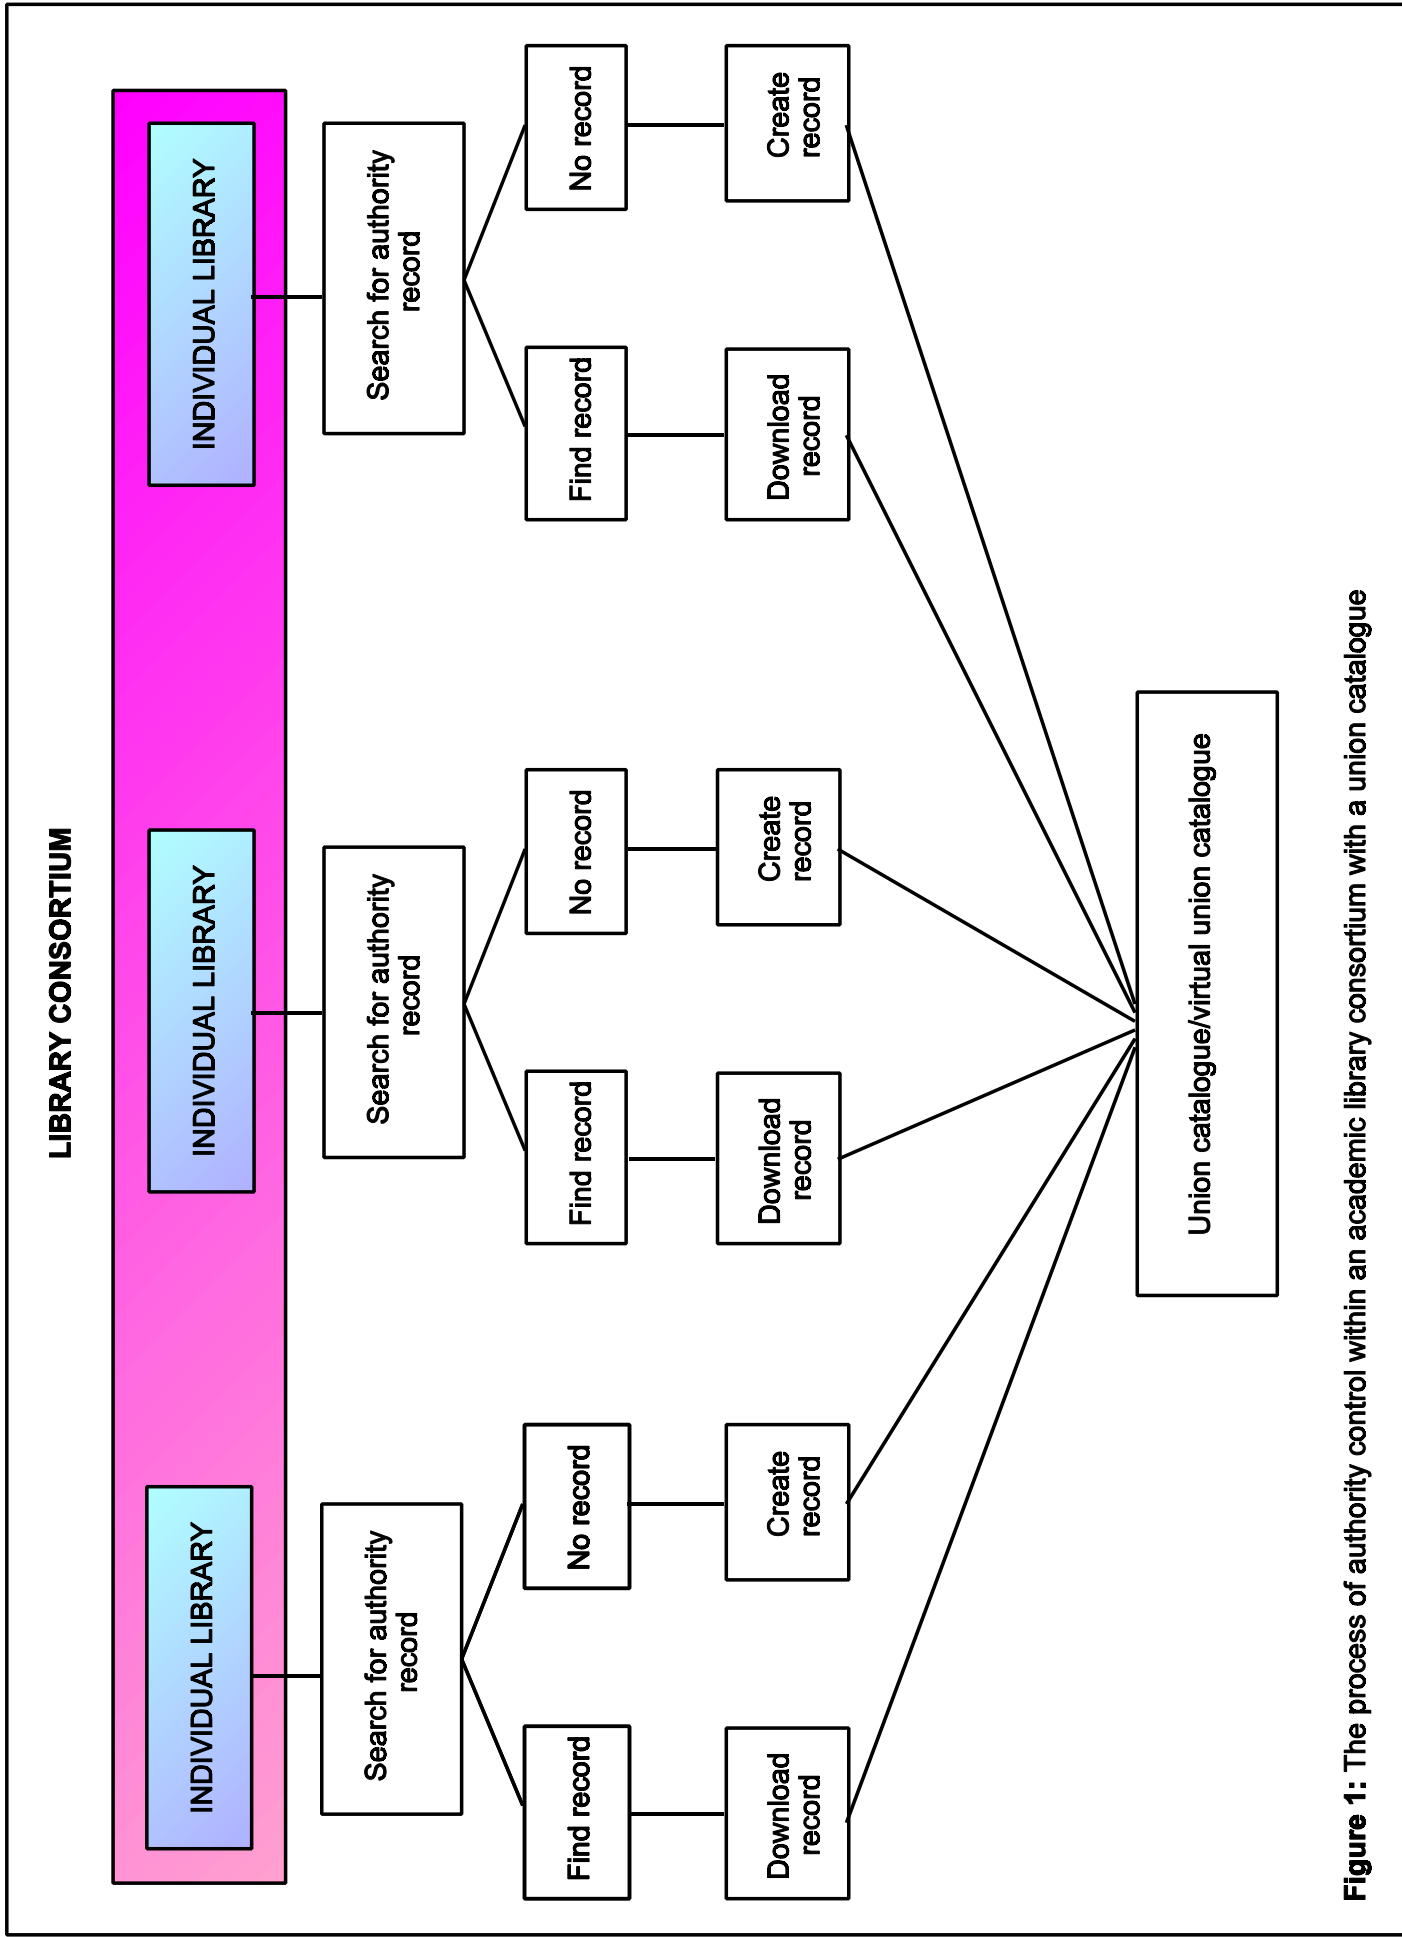 LIBRARY CONSORTIUM
INDIVIDUAL LIBRARY
INDIVIDUAL LIBRARY
INDIVIDUAL LIBRARY
Search for authority
record
Search for authority
record
Search for authority
record
Find record
No record
Find record
No record
Find record
No record
Download
record
Create
record
Download
record
Create
record
Download
record
Create
record
Union catalogue/virtual union catalogue
Figure 1: The process of authority control within an academic library consortium with a union catalogue